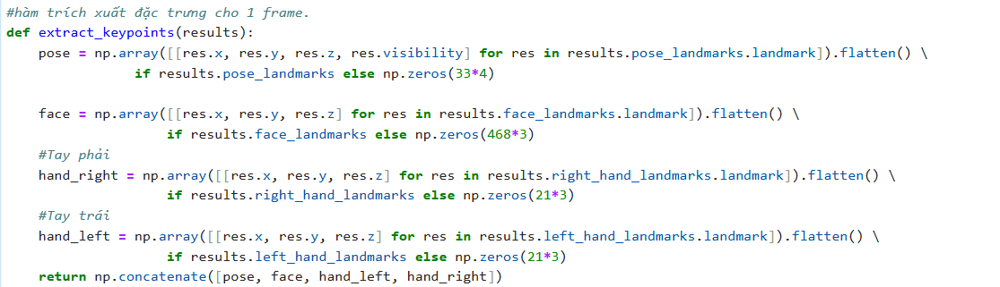 #hàm trích xuất đặc trưng cho 1 frame.
def extract_keypoints(results):
    pose = np.array([[res.x, res.y, res.z, res.visibility] for res in results.pose_landmarks.landmark]).flatten() \
                if results.pose_landmarks else np.zeros(33*4)
    face = np.array([[res.x, res.y, res.z] for res in results.face_landmarks.landmark]).flatten() \
                    if results.face_landmarks else np.zeros(468*3)
    #Tay phải
    hand_right = np.array([[res.x, res.y, res.z] for res in results.right_hand_landmarks.landmark]).flatten() \
                    if results.right_hand_landmarks else np.zeros(21*3)
    #Tay trái
    hand_left = np.array([[res.x, res.y, res.z] for res in results.left_hand_landmarks.landmark]).flatten() \
                    if results.left_hand_landmarks else np.zeros(21*3)
    return np.concatenate([pose, face, hand_left, hand_right])